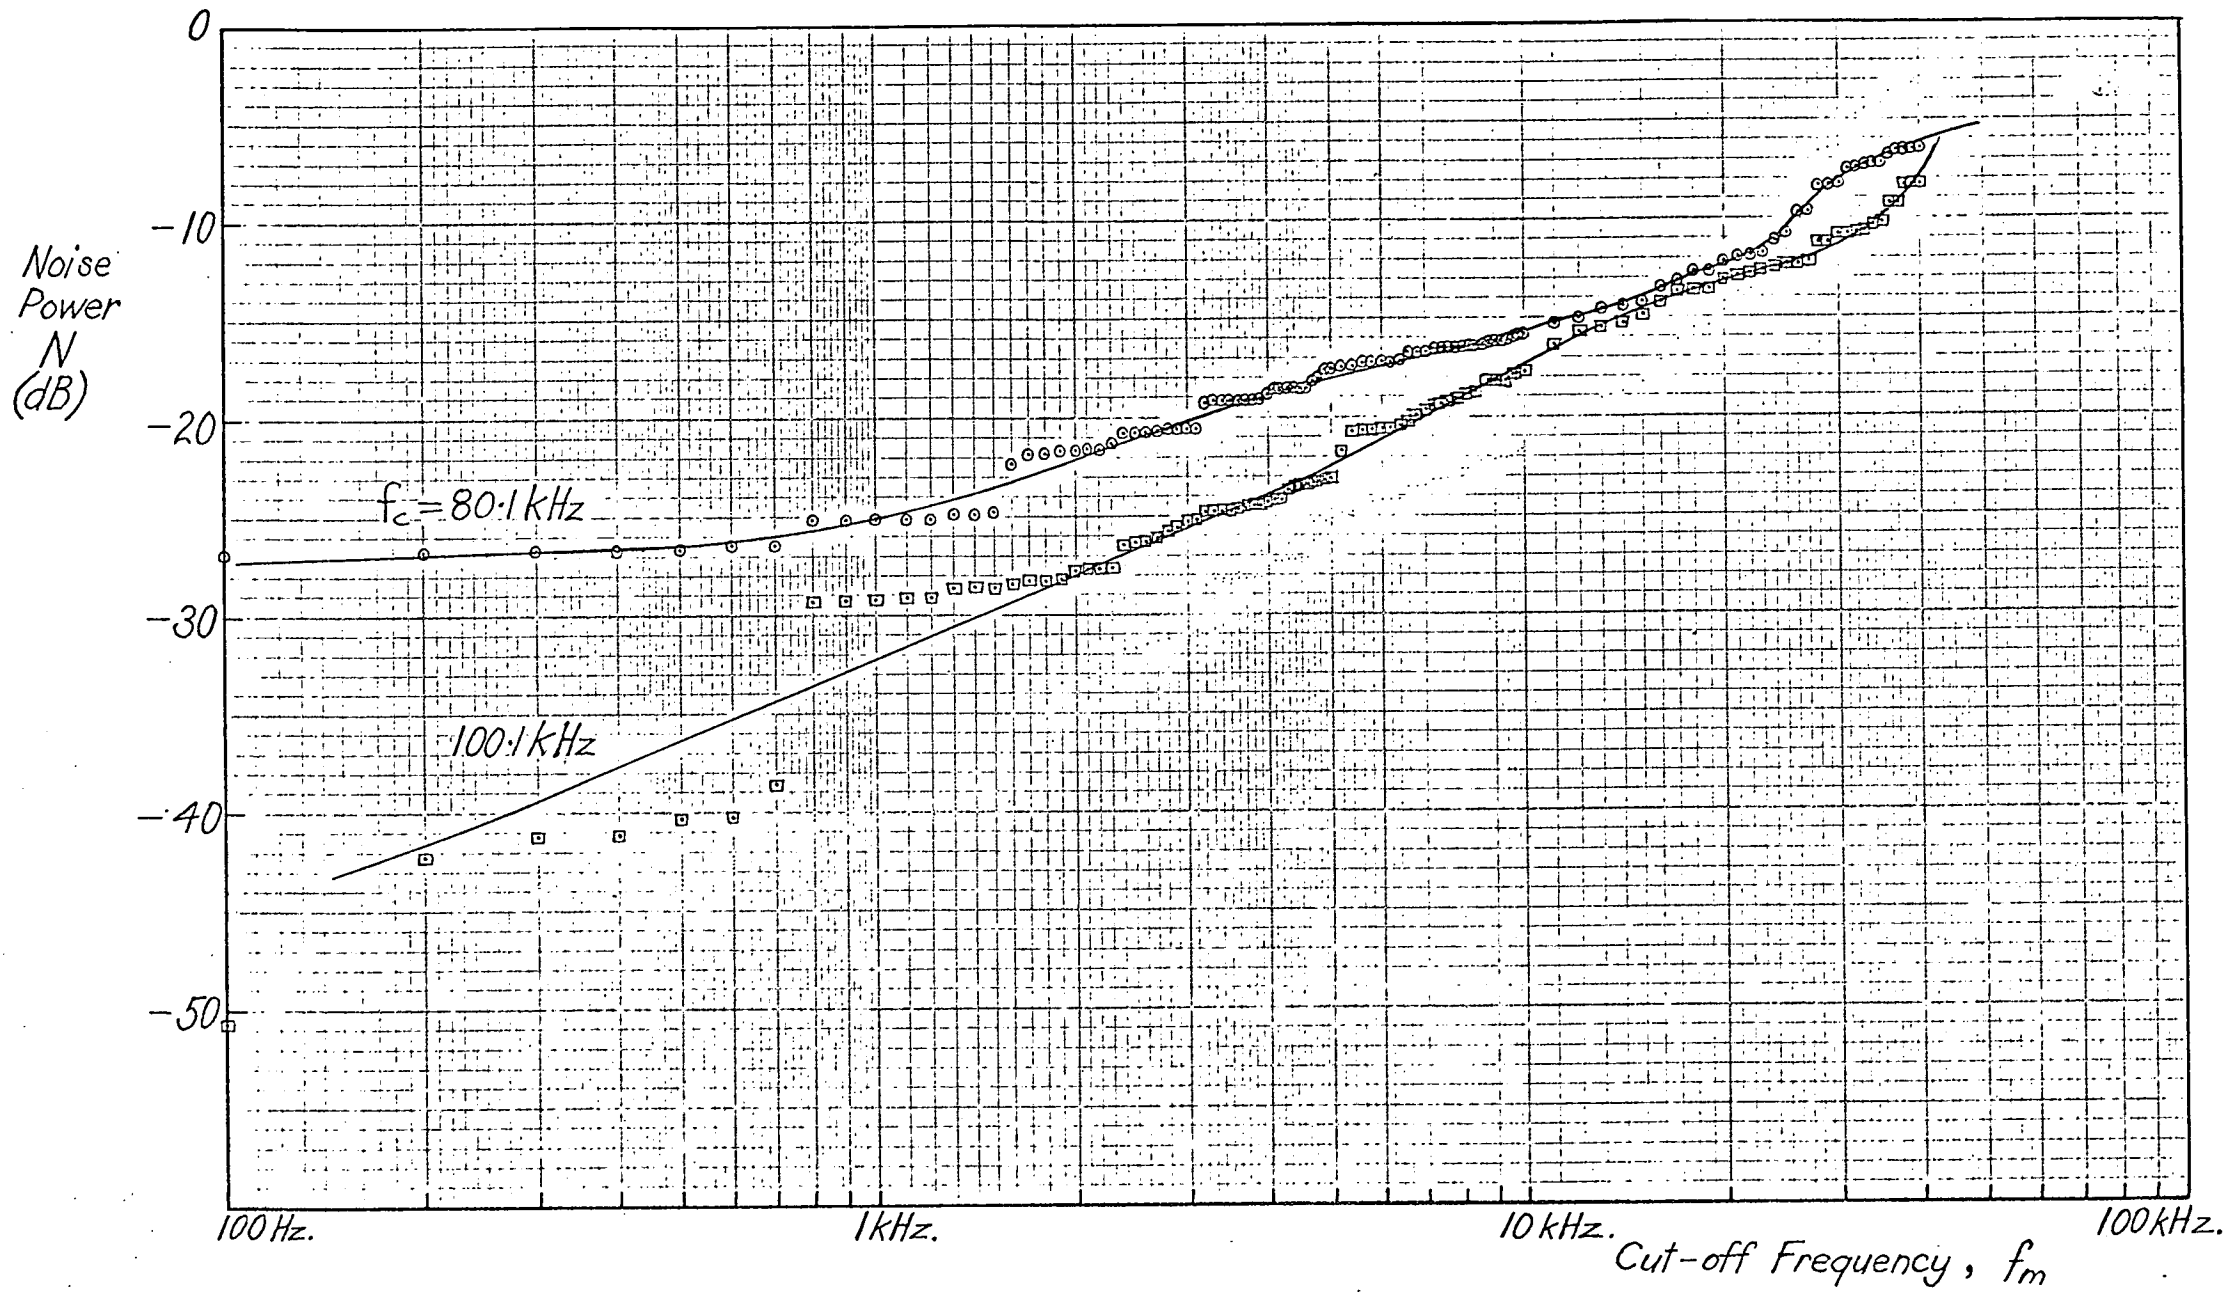 0
-10
Noise
Power
N
(dB)
-20
fc = 80.1kHz
-30
100.1kHz
-40
-50
100Hz.
1kHz.
10kHz.
100kHz.
Cut-off Frequency, fm